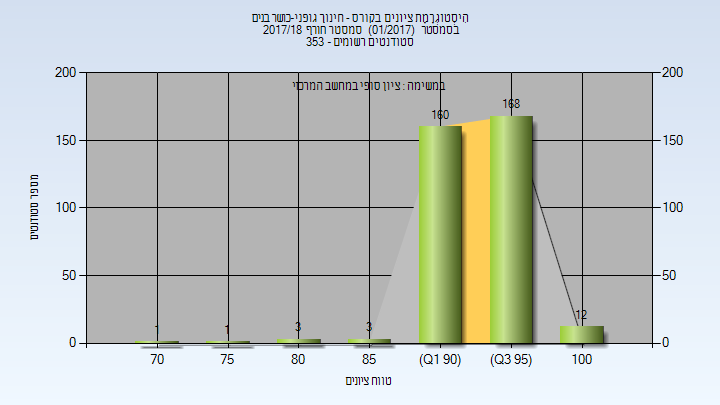 היסטוגרמת ציונים בקורס - חינוך גופני-כושר בנים
בסמסטר (01/2017) סמסטר חורף 2017/18
סטודנטים רשומים - 353
במשימה : ציון סופי במחשב המרכזי
200 200
150 150
100 100
50 50
0 0
160 168 12
1 1 3 3
70 75 80 85 (Q1 90) (Q3 95) 100
מספר סטודנטים
טווח ציונים